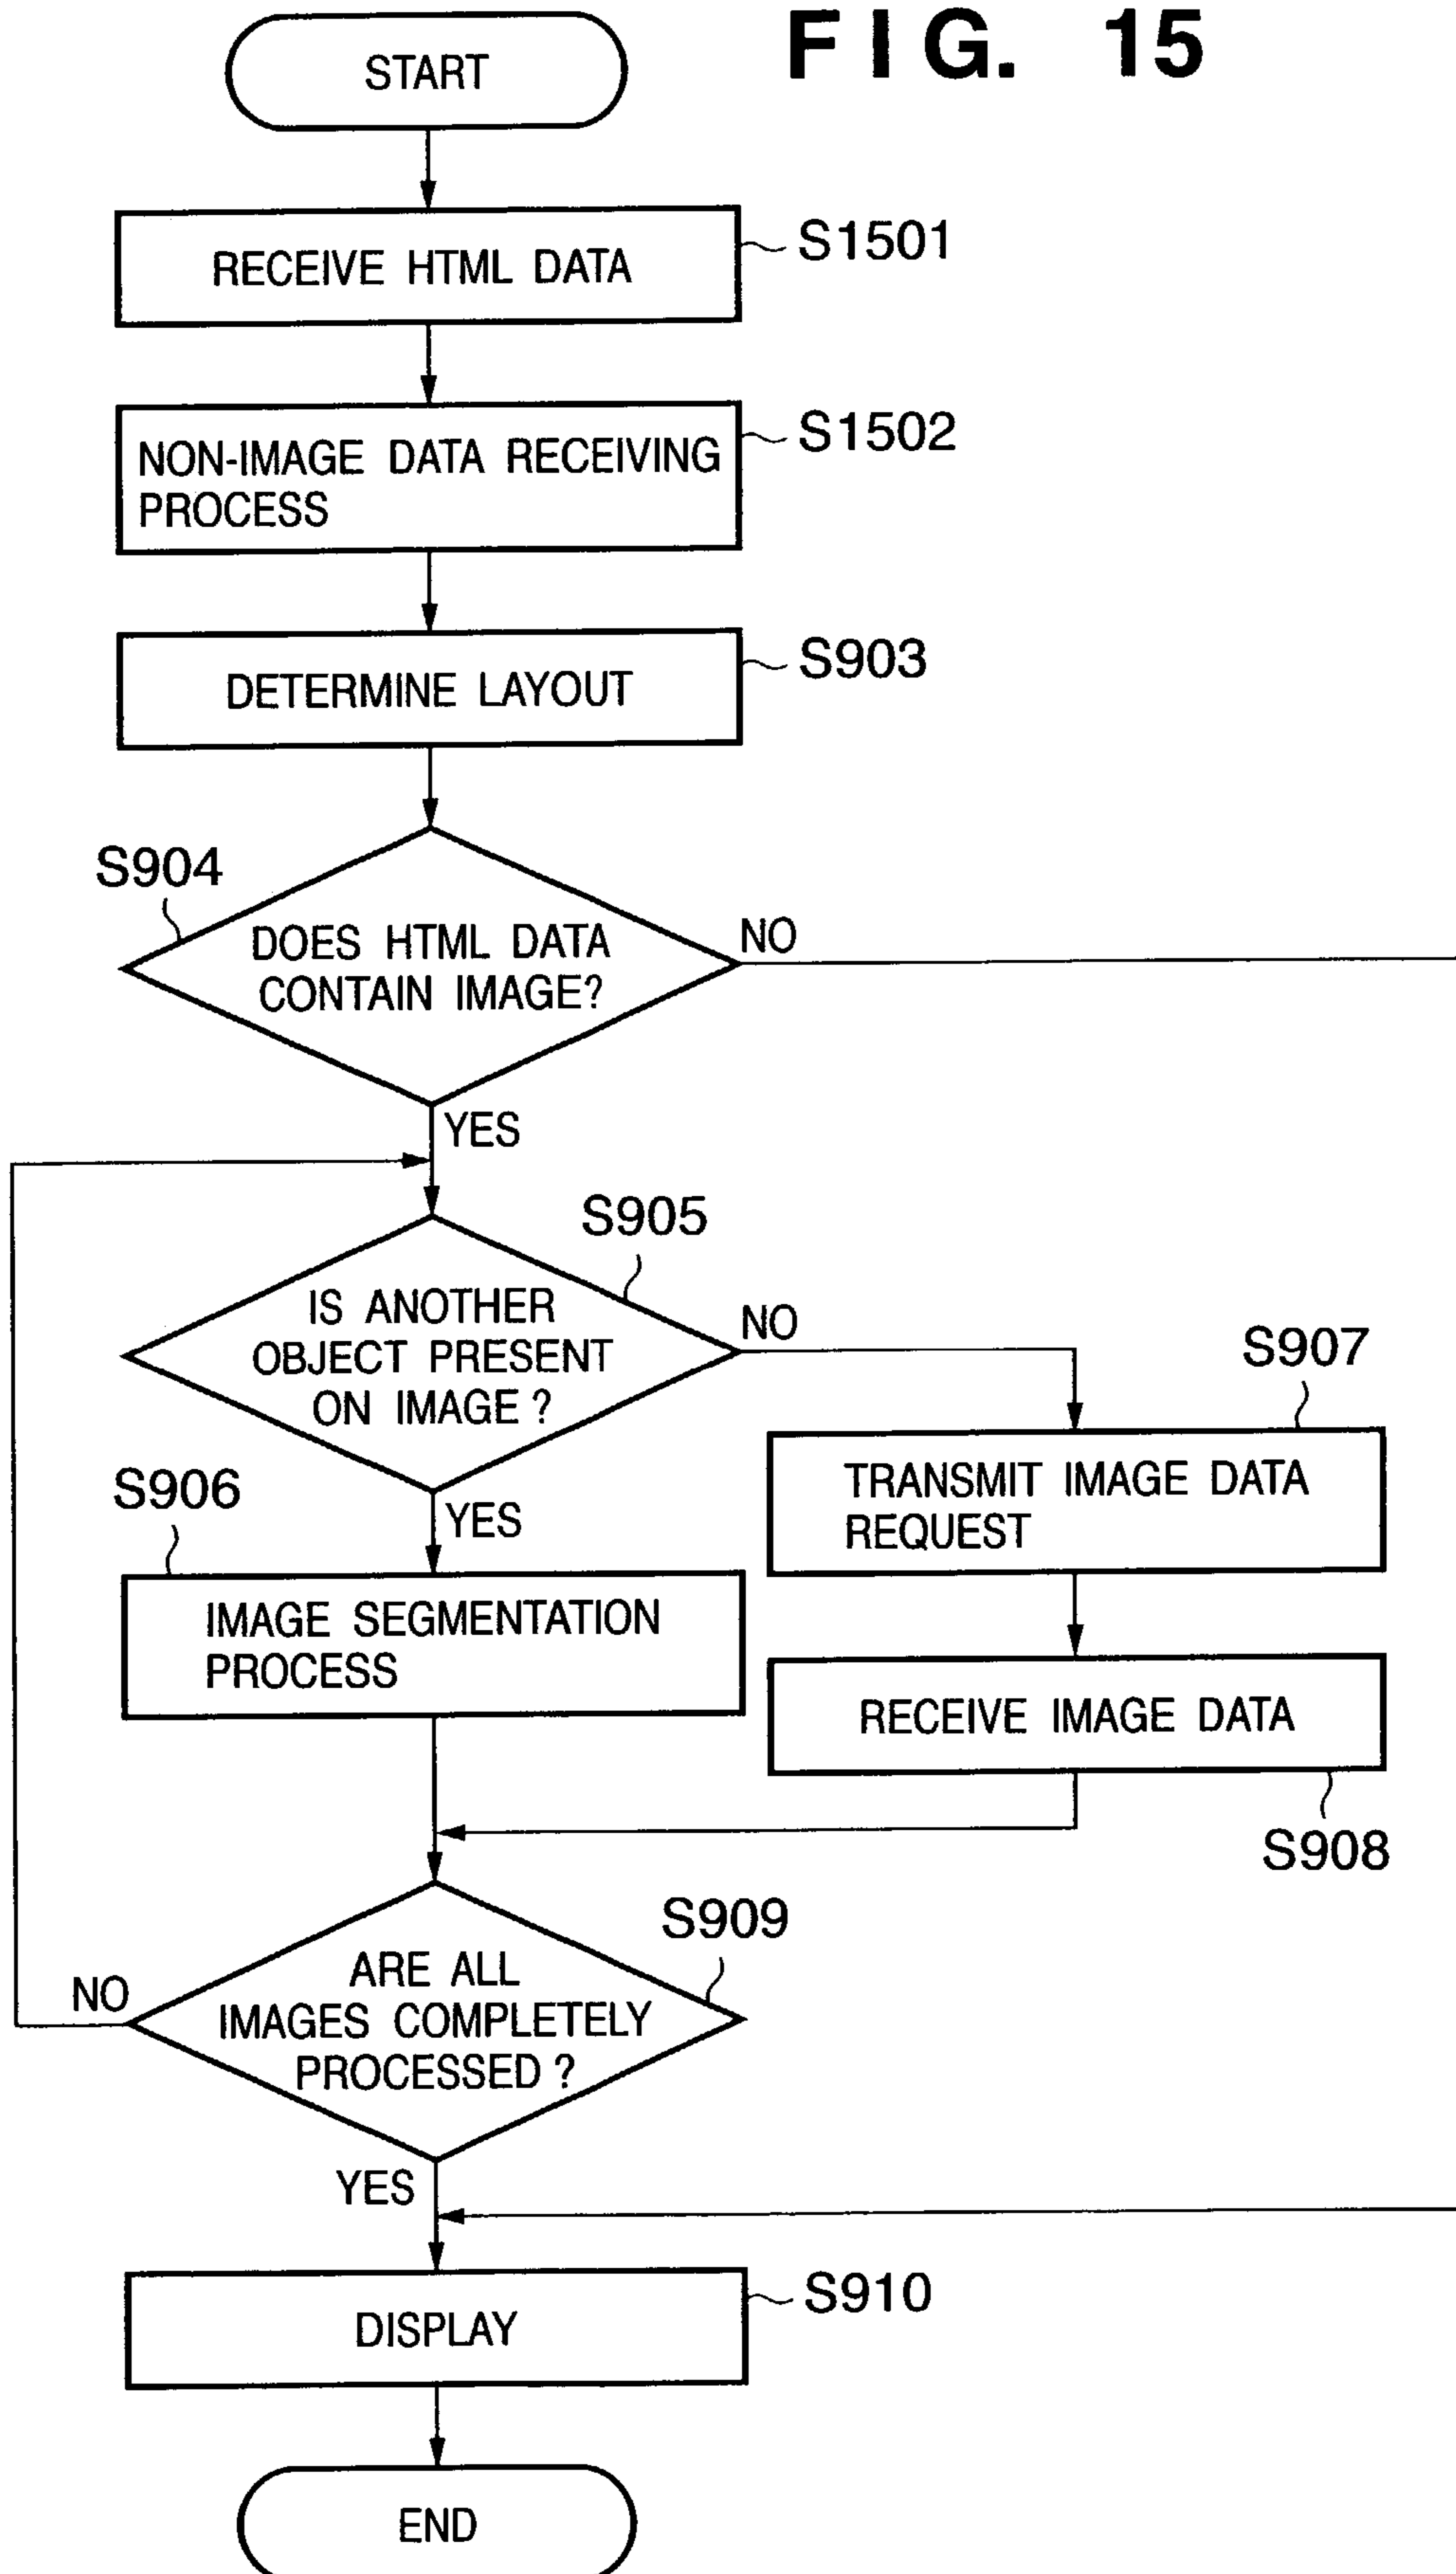 FIG. 15
START
RECEIVE HTML DATA
S1501
NON-IMAGE DATA RECEIVING
PROCESS
S1502
DETERMINE LAYOUT
S903
S904
DOES HTML DATA
CONTAIN IMAGE?
NO
YES
S905
IS ANOTHER
OBJECT PRESENT
ON IMAGE?
NO
YES
S906
IMAGE SEGMENTATION
PROCESS
S907
TRANSMIT IMAGE DATA
REQUEST
RECEIVE IMAGE DATA
S908
S909
ARE ALL
IMAGES COMPLETELY
PROCESSED?
NO
YES
DISPLAY
S910
END